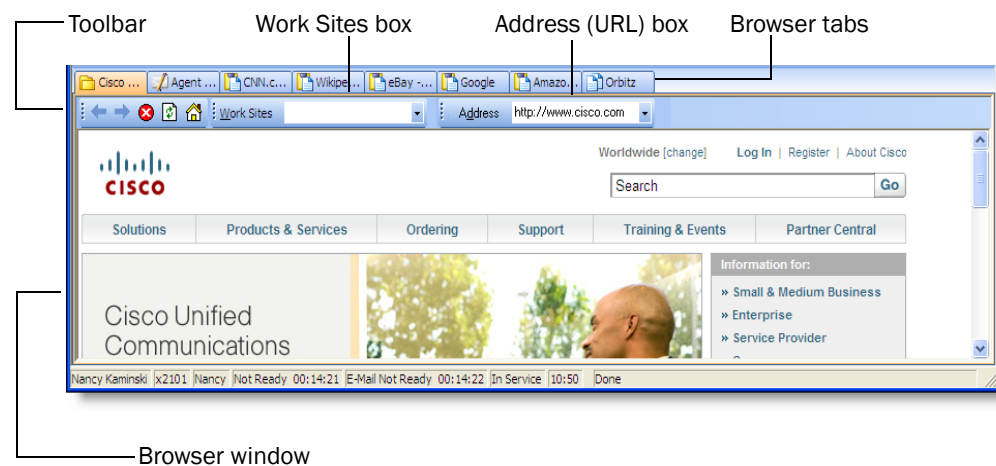 Toolbar Work Sites box Address (URL) box Browser tabs
Cisco ... Agent ... CNN.c... Wikipe... eBay -... Google Amazo... Orbitz
Work Sites Address http://www.cisco.com
Worldwide [change] Log In | Register | About Cisco
CISCO
Search Go
Solutions Products & Services Ordering Support Training & Events Partner Central
Information for:
» Small & Medium Business
Cisco Unified
» Enterprise
Communications
» Service Provider
Nancy Kaminski x2101 Nancy Not Ready 00:14:21 E-Mail Not Ready 00:14:22 In Service 10:50 Done
Browser window